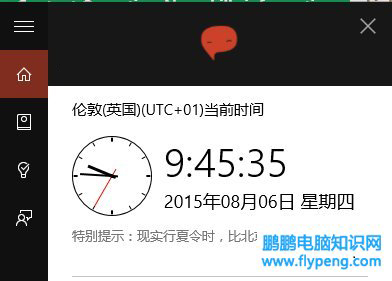 伦敦(英国)(UTC+01)当前时间
9:45:35
2015年08月06日 星期四
特别提示：现实行夏令时，比北
鹏鹏电脑知识网
www.flypeng.com